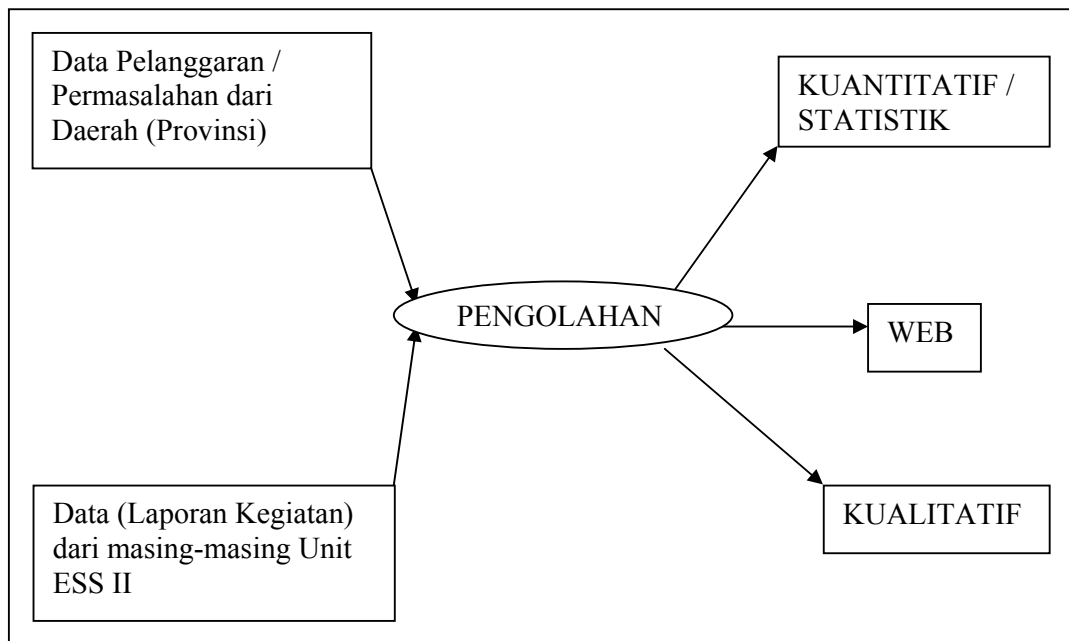 Data Pelanggaran /
Permasalahan dari
Daerah (Provinsi)
KUANTITATIF /
STATISTIK
PENGOLAHAN
WEB
Data (Laporan Kegiatan)
dari masing-masing Unit
ESS II
KUALITATIF